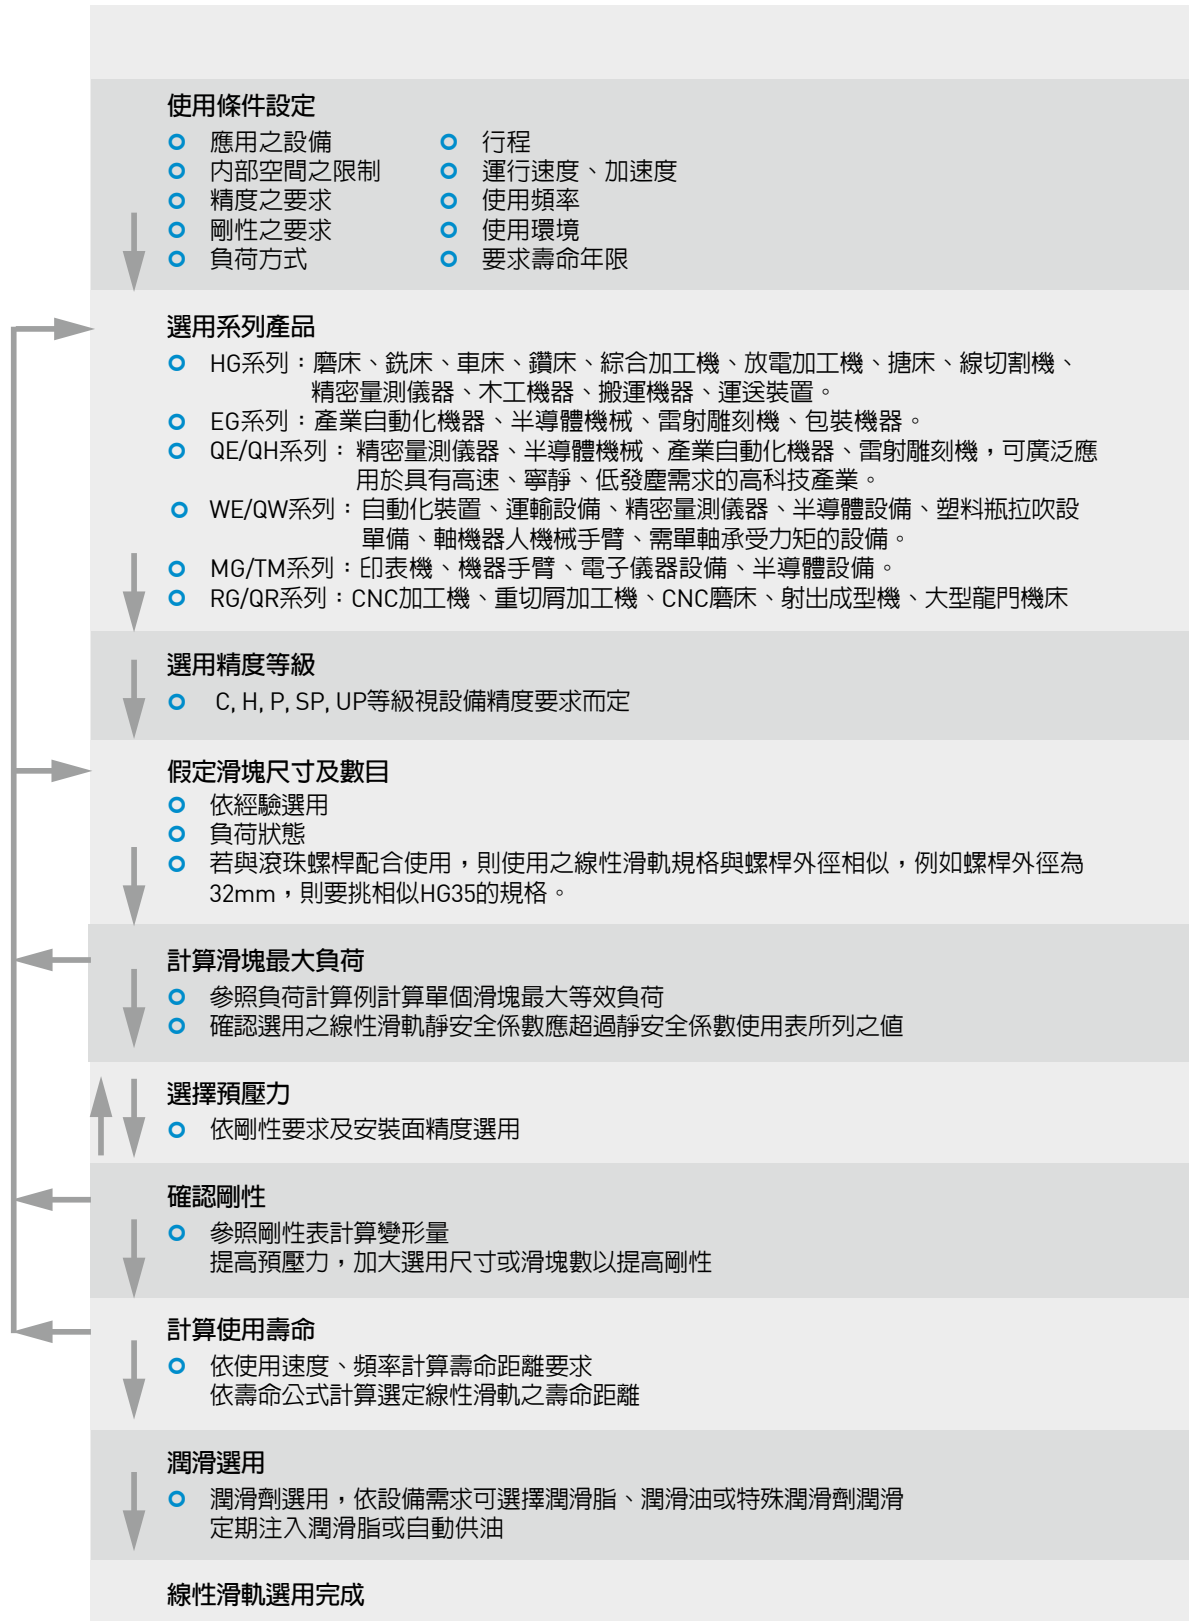 使用條件設定
應用之設備
内部空間之限制
精度之要求
剛性之要求
負荷方式
行程
運行速度、加速度
使用頻率
使用環境
要求壽命年限
選用系列產品
HG系列：磨床、銑床、車床、鑽床、綜合加工機、放電加工機、搪床、線切割機、
精密量測儀器、木工機器、搬運機器、運送裝置。
EG系列：產業自動化機器、半導體機械、雷射雕刻機、包裝機器。
QE/QH系列：精密量測儀器、半導體機械、產業自動化機器、雷射雕刻機，可廣泛應
用於具有高速、寧靜、低發塵需求的高科技產業。
WE/QW系列：自動化裝置、運輸設備、精密量測儀器、半導體設備、塑料瓶拉吹設
單備、軸機器人機械手臂、需單軸承受力矩的設備。
MG/TM系列：印表機、機器手臂、電子儀器設備、半導體設備。
RG/QR系列：CNC加工機、重切屑加工機、CNC磨床、射出成型機、大型龍門機床
選用精度等級
C, H, P, SP, UP等級視設備精度要求而定
假定滑塊尺寸及數目
依經驗選用
負荷狀態
若與滾珠螺桿配合使用，則使用之線性滑軌規格與螺桿外徑相似，例如螺桿外徑為
32mm，則要挑相似HG35的規格。
計算滑塊最大負荷
參照負荷計算例計算單個滑塊最大等效負荷
確認選用之線性滑軌靜安全係數應超過靜安全係數使用表所列之值
選擇預壓力
依剛性要求及安裝面精度選用
確認剛性
參照剛性表計算變形量
提高預壓力，加大選用尺寸或滑塊數以提高剛性
計算使用壽命
依使用速度、頻率計算壽命距離要求
依壽命公式計算選定線性滑軌之壽命距離
潤滑選用
潤滑劑選用，依設備需求可選擇潤滑脂、潤滑油或特殊潤滑劑潤滑
定期注入潤滑脂或自動供油
線性滑軌選用完成